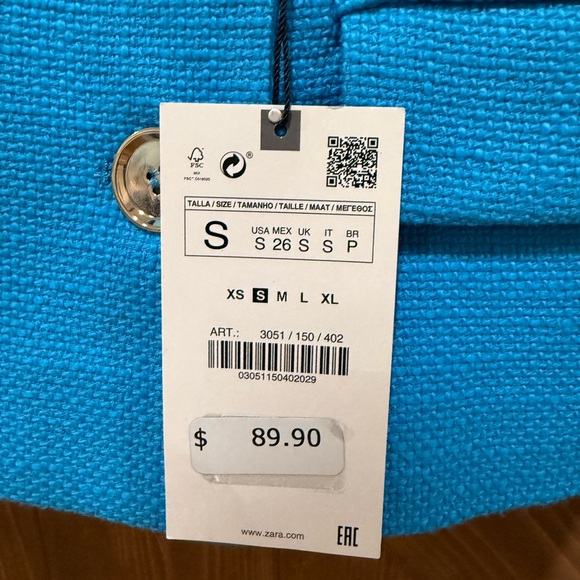 FSC
®
TALLA / SIZE / TAMANHO / TAILLE / MAAT / ΜΕΓΕΘΟΣ
S
USA MEX UK IT BR
S 26 S S P
XS S M L XL
ART.: 3051 / 150 / 402
03051150402029
$ 89.90
www.zara.com
EAC